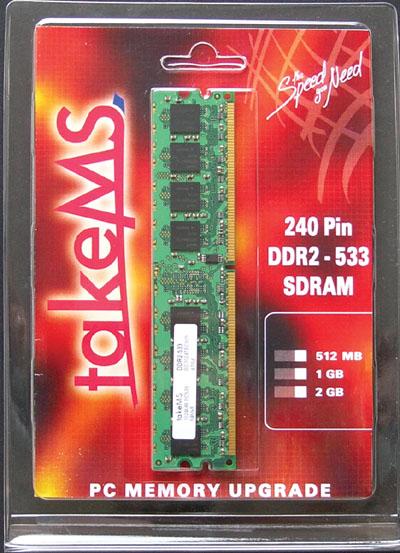 the
Speed
you Need
takeMS
240 Pin
DDR2 - 533
SDRAM
512 MB
1 GB
2 GB
takeMS
DDR2-533
PC MEMORY UPGRADE